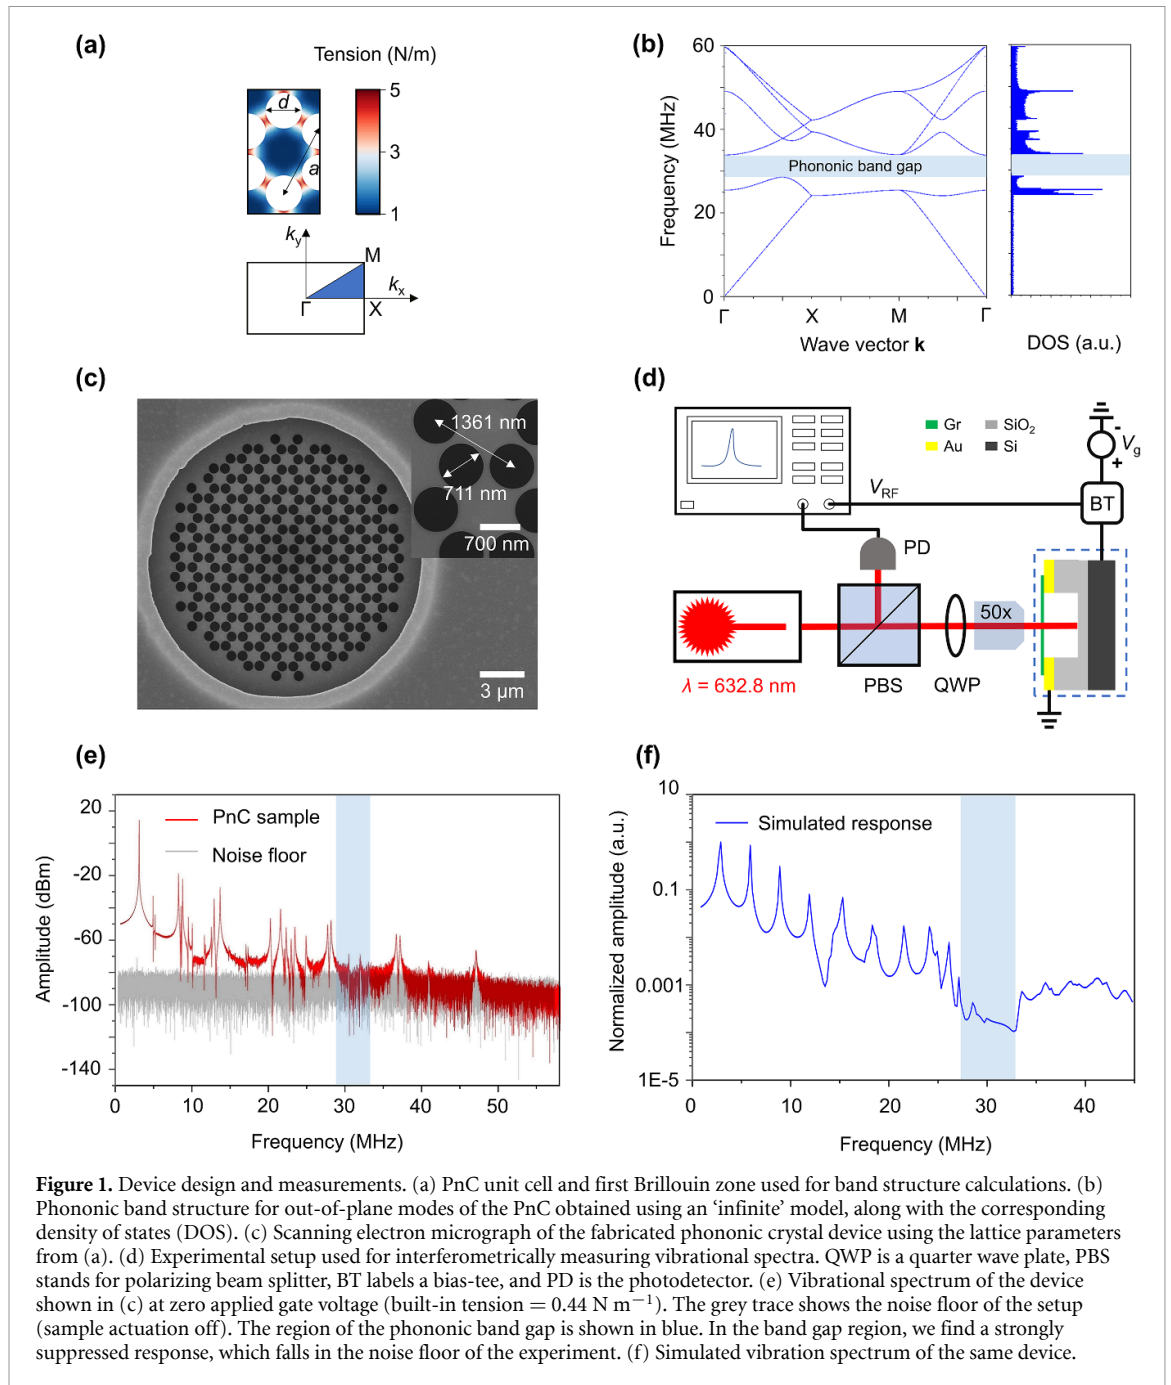 (a)
Tension (N/m)
d
a
5
3
1
ky
M
kx
Γ
X
(b)
Frequency (MHz)
60
40
20
0
Phononic band gap
Γ
X
M
Γ
Wave vector k
DOS (a.u.)
(c)
1361 nm
711 nm
700 nm
3 µm
(d)
Gr
SiO2
Au
Si
-
Vg
+
VRF
BT
PD
50x
λ = 632.8 nm
PBS
QWP
(e)
Amplitude (dBm)
20
-20
-60
-100
-140
PnC sample
Noise floor
0
10
20
30
40
50
Frequency (MHz)
(f)
Normalized amplitude (a.u.)
10
0.1
0.001
1E-5
Simulated response
0
10
20
30
40
Frequency (MHz)
Figure 1. Device design and measurements. (a) PnC unit cell and first Brillouin zone used for band structure calculations. (b)
Phononic band structure for out-of-plane modes of the PnC obtained using an ‘infinite’ model, along with the corresponding
density of states (DOS). (c) Scanning electron micrograph of the fabricated phononic crystal device using the lattice parameters
from (a). (d) Experimental setup used for interferometrically measuring vibrational spectra. QWP is a quarter wave plate, PBS
stands for polarizing beam splitter, BT labels a bias-tee, and PD is the photodetector. (e) Vibrational spectrum of the device
shown in (c) at zero applied gate voltage (built-in tension = 0.44 N m−1). The grey trace shows the noise floor of the setup
(sample actuation off). The region of the phononic band gap is shown in blue. In the band gap region, we find a strongly
suppressed response, which falls in the noise floor of the experiment. (f) Simulated vibration spectrum of the same device.